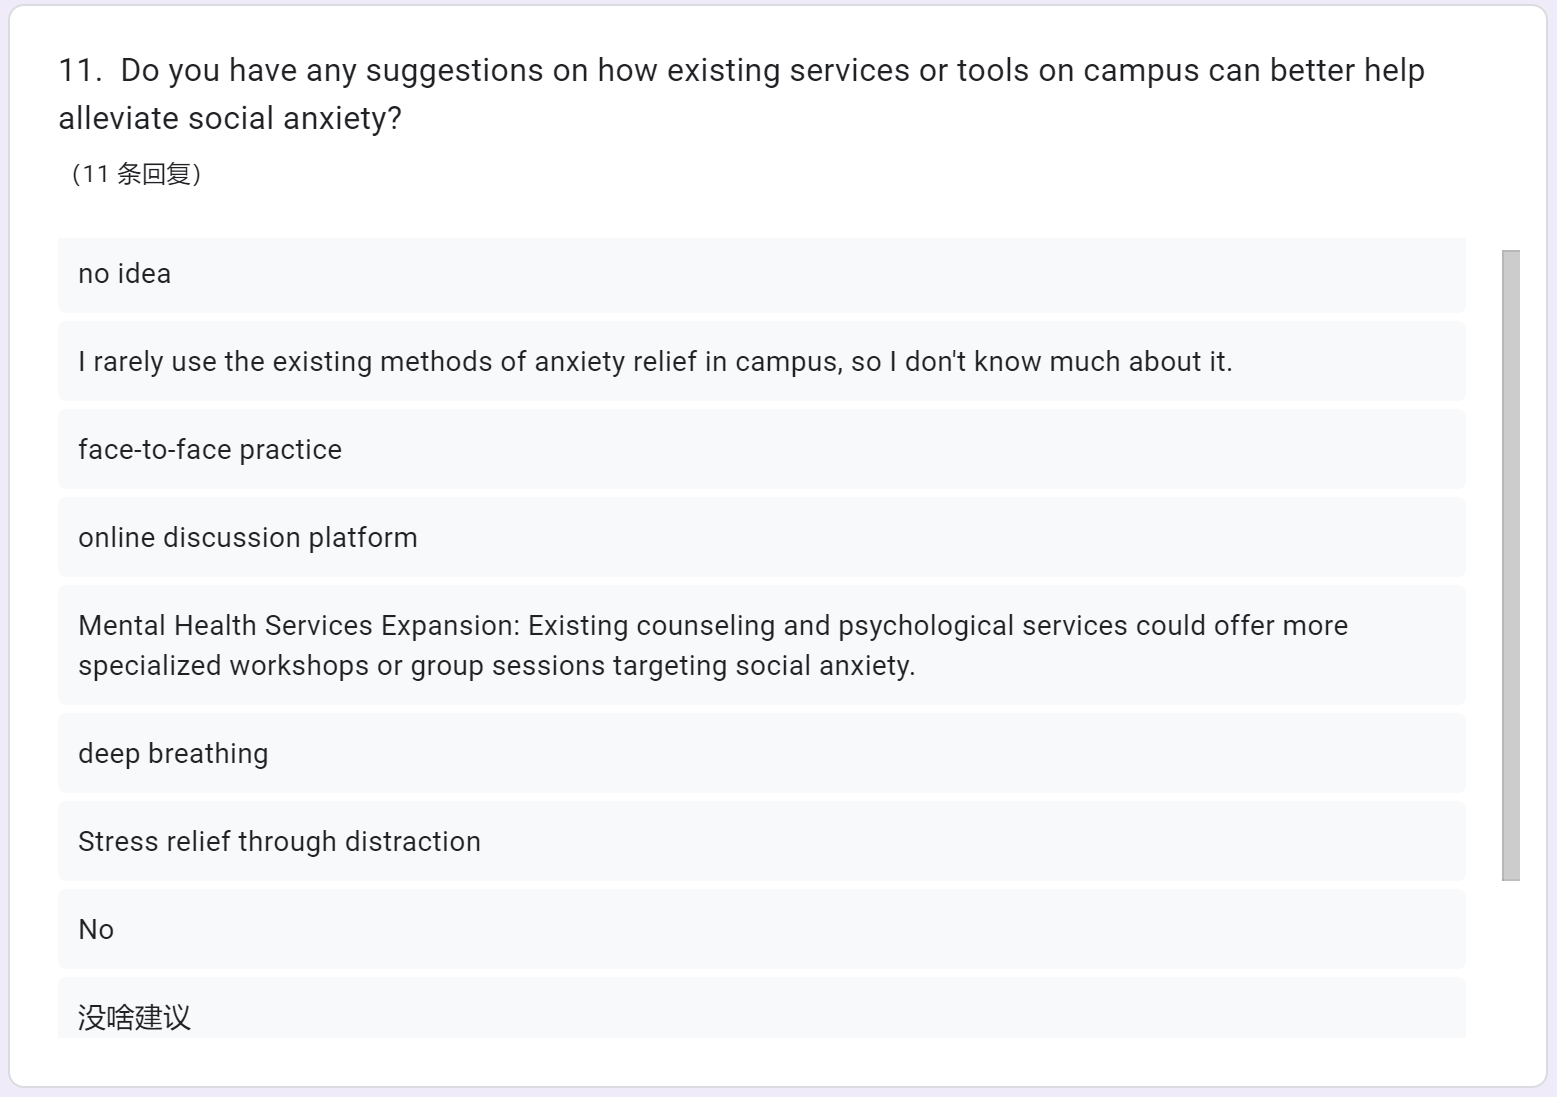 11. Do you have any suggestions on how existing services or tools on campus can better help
alleviate social anxiety?
（11 条回复）
no idea
I rarely use the existing methods of anxiety relief in campus, so I don't know much about it.
face-to-face practice
online discussion platform
Mental Health Services Expansion: Existing counseling and psychological services could offer more
specialized workshops or group sessions targeting social anxiety.
deep breathing
Stress relief through distraction
No
没啥建议